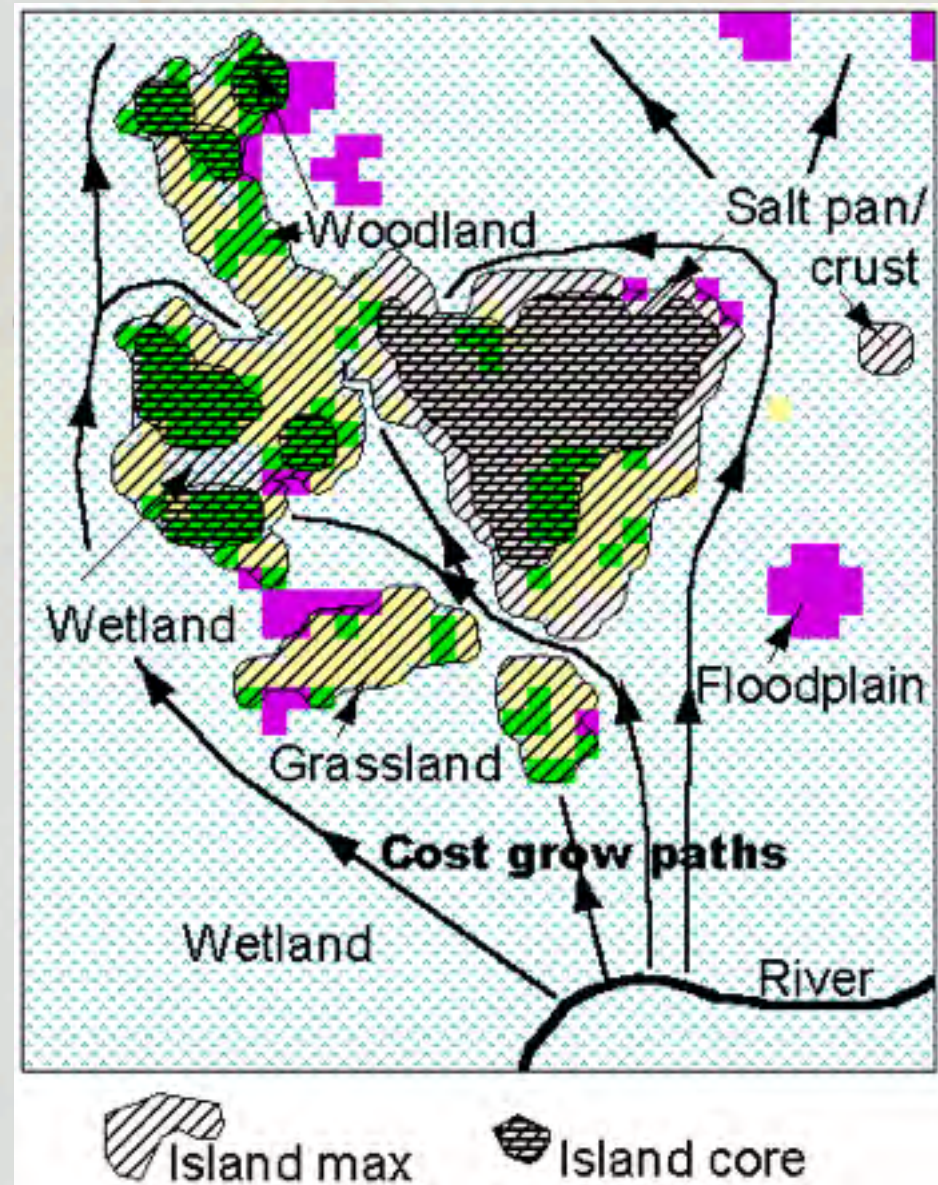 Woodland
Salt pan/
crust
Wetland
Floodplain
Grassland
Cost grow paths
Wetland
River
Island max
Island core